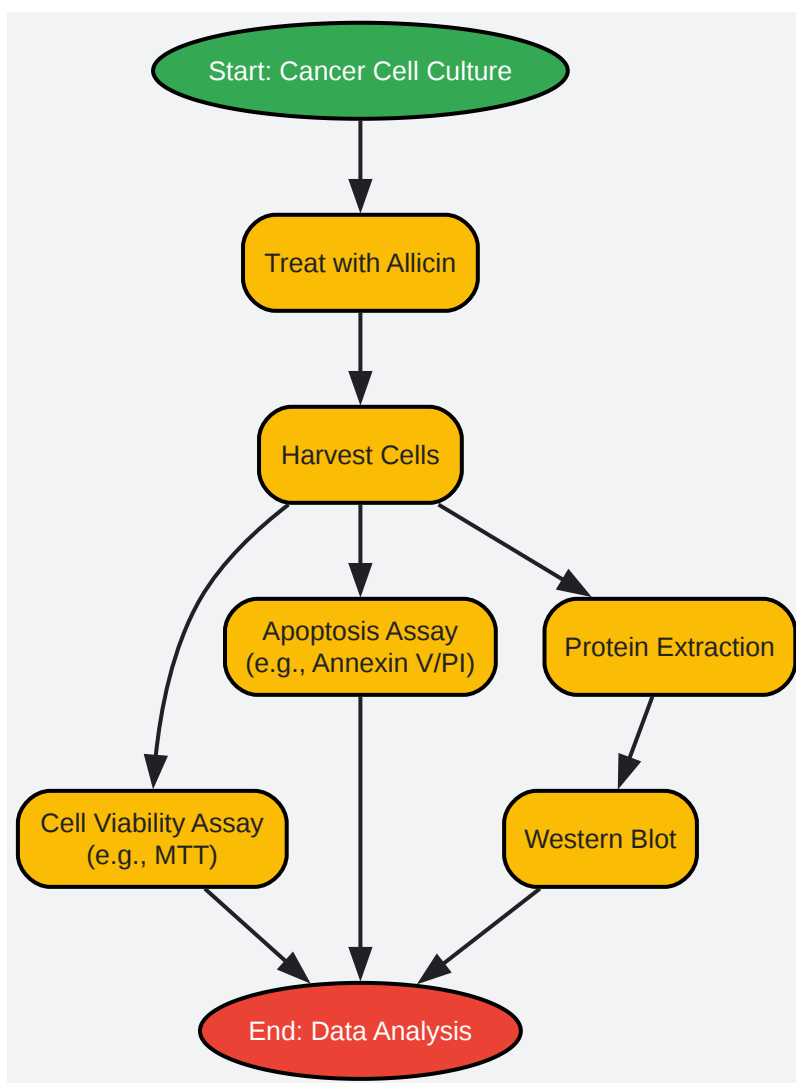 Start: Cancer Cell Culture
Treat with Allicin
Harvest Cells
Apoptosis Assay
(e.g., Annexin V/PI)
Protein Extraction
Cell Viability Assay
(e.g., MTT)
Western Blot
End: Data Analysis